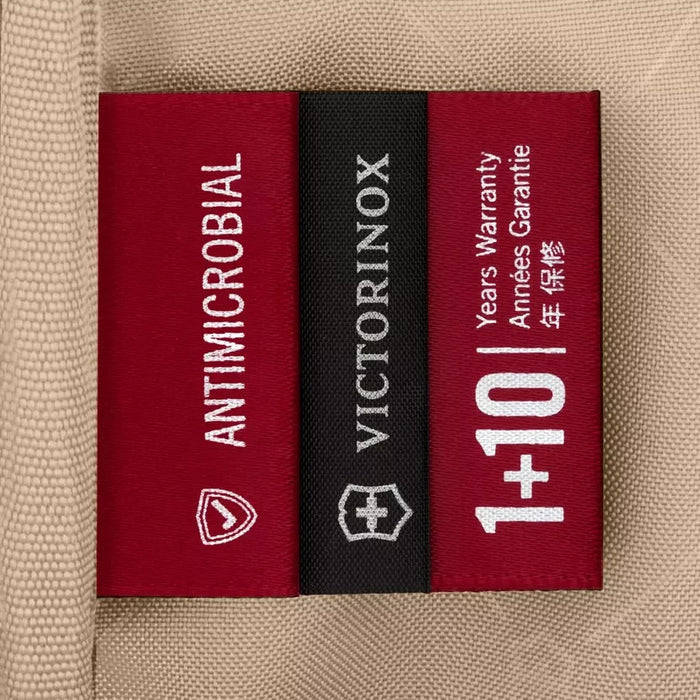 ANTIMICROBIAL
VICTORINOX
1+10
Years Warranty
Années Garantie
年 保修